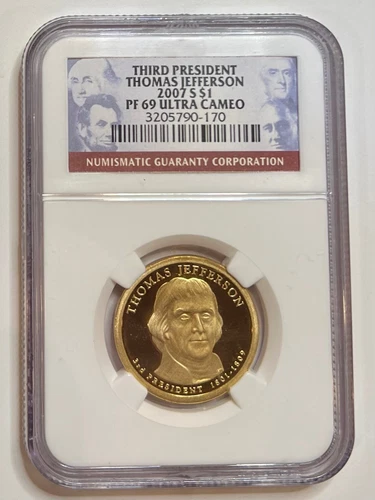 THIRD PRESIDENT
THOMAS JEFFERSON
2007 S $1
PF 69 ULTRA CAMEO
3205790-170
NUMISMATIC GUARANTY CORPORATION
THOMAS JEFFERSON
3rd PRESIDENT 1801-1809